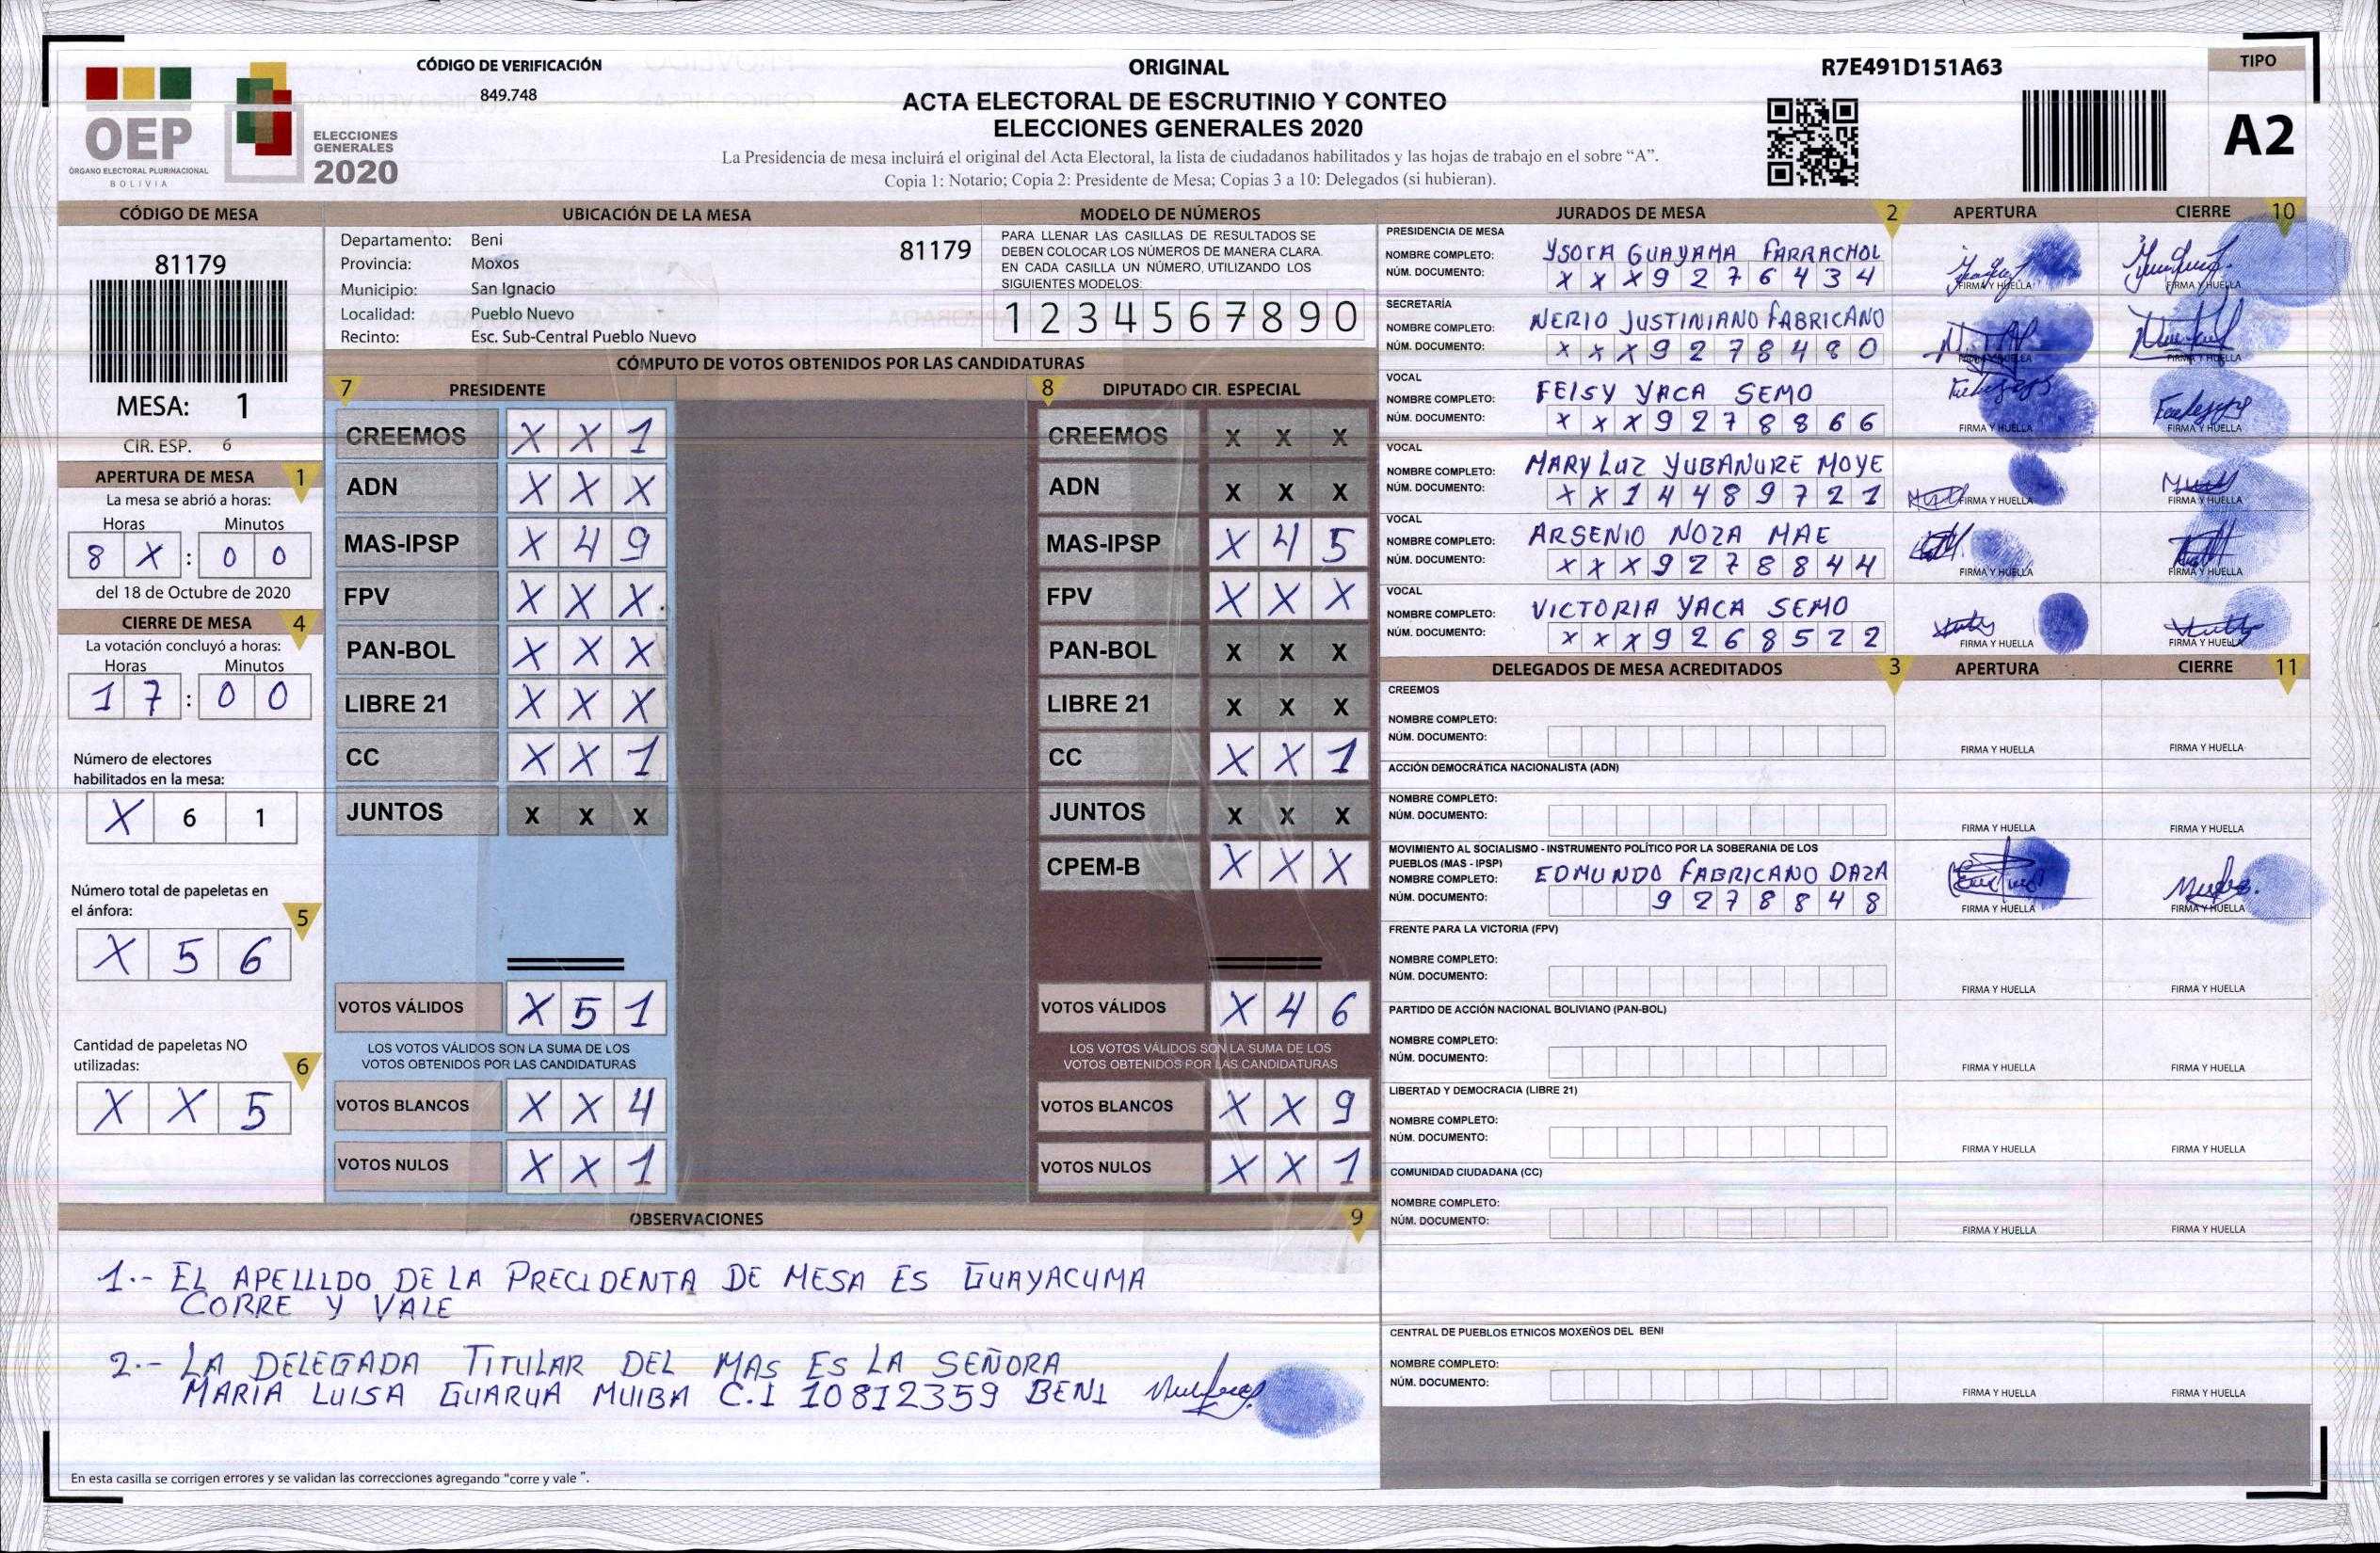 CÓDIGO DE VERIFICACIÓN
849.748
OEP
ÓRGANO ELECTORAL PLURINACIONAL
BOLIVIA
ELECCIONES
GENERALES
2020
ORIGINAL
ACTA ELECTORAL DE ESCRUTINIO Y CONTEO
ELECCIONES GENERALES 2020
La Presidencia de mesa incluirá el original del Acta Electoral, la lista de ciudadanos habilitados y las hojas de trabajo en el sobre “A”.
Copia 1: Notario; Copia 2: Presidente de Mesa; Copias 3 a 10: Delegados (si hubieran).
R7E491D151A63
TIPO
A2
CÓDIGO DE MESA
81179
MESA: 1
CIR. ESP. 6
APERTURA DE MESA 1
La mesa se abrió a horas:
Horas Minutos
8 X : 0 0
del 18 de Octubre de 2020
CIERRE DE MESA 4
La votación concluyó a horas:
Horas Minutos
1 7 : 0 0
Número de electores
habilitados en la mesa:
X 6 1
Número total de papeletas en
el ánfora: 5
X 5 6
Cantidad de papeletas NO
utilizadas: 6
X X 5
UBICACIÓN DE LA MESA
Departamento: Beni 81179
Provincia: Moxos
Municipio: San Ignacio
Localidad: Pueblo Nuevo
Recinto: Esc. Sub-Central Pueblo Nuevo
MODELO DE NÚMEROS
PARA LLENAR LAS CASILLAS DE RESULTADOS SE
DEBEN COLOCAR LOS NÚMEROS DE MANERA CLARA.
EN CADA CASILLA UN NÚMERO, UTILIZANDO LOS
SIGUIENTES MODELOS:
1 2 3 4 5 6 7 8 9 0
CÓMPUTO DE VOTOS OBTENIDOS POR LAS CANDIDATURAS
7 PRESIDENTE
CREEMOS X X 1
ADN X X X
MAS-IPSP X 4 9
FPV X X X
PAN-BOL X X X
LIBRE 21 X X X
CC X X 1
JUNTOS X X X
VOTOS VÁLIDOS X 5 1
LOS VOTOS VÁLIDOS SON LA SUMA DE LOS
VOTOS OBTENIDOS POR LAS CANDIDATURAS
VOTOS BLANCOS X X 4
VOTOS NULOS X X 1
8 DIPUTADO CIR. ESPECIAL
CREEMOS X X X
ADN X X X
MAS-IPSP X 4 5
FPV X X X
PAN-BOL X X X
LIBRE 21 X X X
CC X X 1
JUNTOS X X X
CPEM-B X X X
VOTOS VÁLIDOS X 4 6
LOS VOTOS VÁLIDOS SON LA SUMA DE LOS
VOTOS OBTENIDOS POR LAS CANDIDATURAS
VOTOS BLANCOS X X 9
VOTOS NULOS X X 1
OBSERVACIONES 9
1.- EL APELLLDO DE LA PRECIDENTA DE MESA ES GUAYACUMA
CORRE Y VALE
2.- LA DELEGADA TITULAR DEL MAS ES LA SEÑORA
MARIA LUISA GUARUA MUIBA C.I 10812359 BENI
En esta casilla se corrigen errores y se validan las correcciones agregando “corre y vale”.
JURADOS DE MESA 2 APERTURA CIERRE 10
PRESIDENCIA DE MESA
NOMBRE COMPLETO: YSORA GUAYAMA FARRACHOL
NÚM. DOCUMENTO: X X X 9 2 7 6 4 3 4
FIRMA Y HUELLA FIRMA Y HUELLA
SECRETARÍA
NOMBRE COMPLETO: NERIO JUSTINIANO FABRICANO
NÚM. DOCUMENTO: X X X 9 2 7 8 4 8 0
FIRMA Y HUELLA FIRMA Y HUELLA
VOCAL
NOMBRE COMPLETO: FEISY YACA SEMO
NÚM. DOCUMENTO: X X X 9 2 7 8 8 6 6
FIRMA Y HUELLA FIRMA Y HUELLA
VOCAL
NOMBRE COMPLETO: MARY LUZ YUBANURE MOYE
NÚM. DOCUMENTO: X X 1 4 4 8 9 7 2 1
FIRMA Y HUELLA FIRMA Y HUELLA
VOCAL
NOMBRE COMPLETO: ARSENIO NOZA MAE
NÚM. DOCUMENTO: X X X 9 2 7 8 8 4 4
FIRMA Y HUELLA FIRMA Y HUELLA
VOCAL
NOMBRE COMPLETO: VICTORIA YACA SEMO
NÚM. DOCUMENTO: X X X 9 2 6 8 5 2 2
FIRMA Y HUELLA FIRMA Y HUELLA
DELEGADOS DE MESA ACREDITADOS 3 APERTURA CIERRE 11
CREEMOS
NOMBRE COMPLETO:
NÚM. DOCUMENTO:
FIRMA Y HUELLA FIRMA Y HUELLA
ACCIÓN DEMOCRÁTICA NACIONALISTA (ADN)
NOMBRE COMPLETO:
NÚM. DOCUMENTO:
FIRMA Y HUELLA FIRMA Y HUELLA
MOVIMIENTO AL SOCIALISMO - INSTRUMENTO POLÍTICO POR LA SOBERANIA DE LOS
PUEBLOS (MAS - IPSP)
NOMBRE COMPLETO: EDMUNDO FABRICANO DAZA
NÚM. DOCUMENTO: 9 2 7 8 8 4 8
FIRMA Y HUELLA FIRMA Y HUELLA
FRENTE PARA LA VICTORIA (FPV)
NOMBRE COMPLETO:
NÚM. DOCUMENTO:
FIRMA Y HUELLA FIRMA Y HUELLA
PARTIDO DE ACCIÓN NACIONAL BOLIVIANO (PAN-BOL)
NOMBRE COMPLETO:
NÚM. DOCUMENTO:
FIRMA Y HUELLA FIRMA Y HUELLA
LIBERTAD Y DEMOCRACIA (LIBRE 21)
NOMBRE COMPLETO:
NÚM. DOCUMENTO:
FIRMA Y HUELLA FIRMA Y HUELLA
COMUNIDAD CIUDADANA (CC)
NOMBRE COMPLETO:
NÚM. DOCUMENTO:
FIRMA Y HUELLA FIRMA Y HUELLA
CENTRAL DE PUEBLOS ETNICOS MOXEÑOS DEL BENI
NOMBRE COMPLETO:
NÚM. DOCUMENTO:
FIRMA Y HUELLA FIRMA Y HUELLA